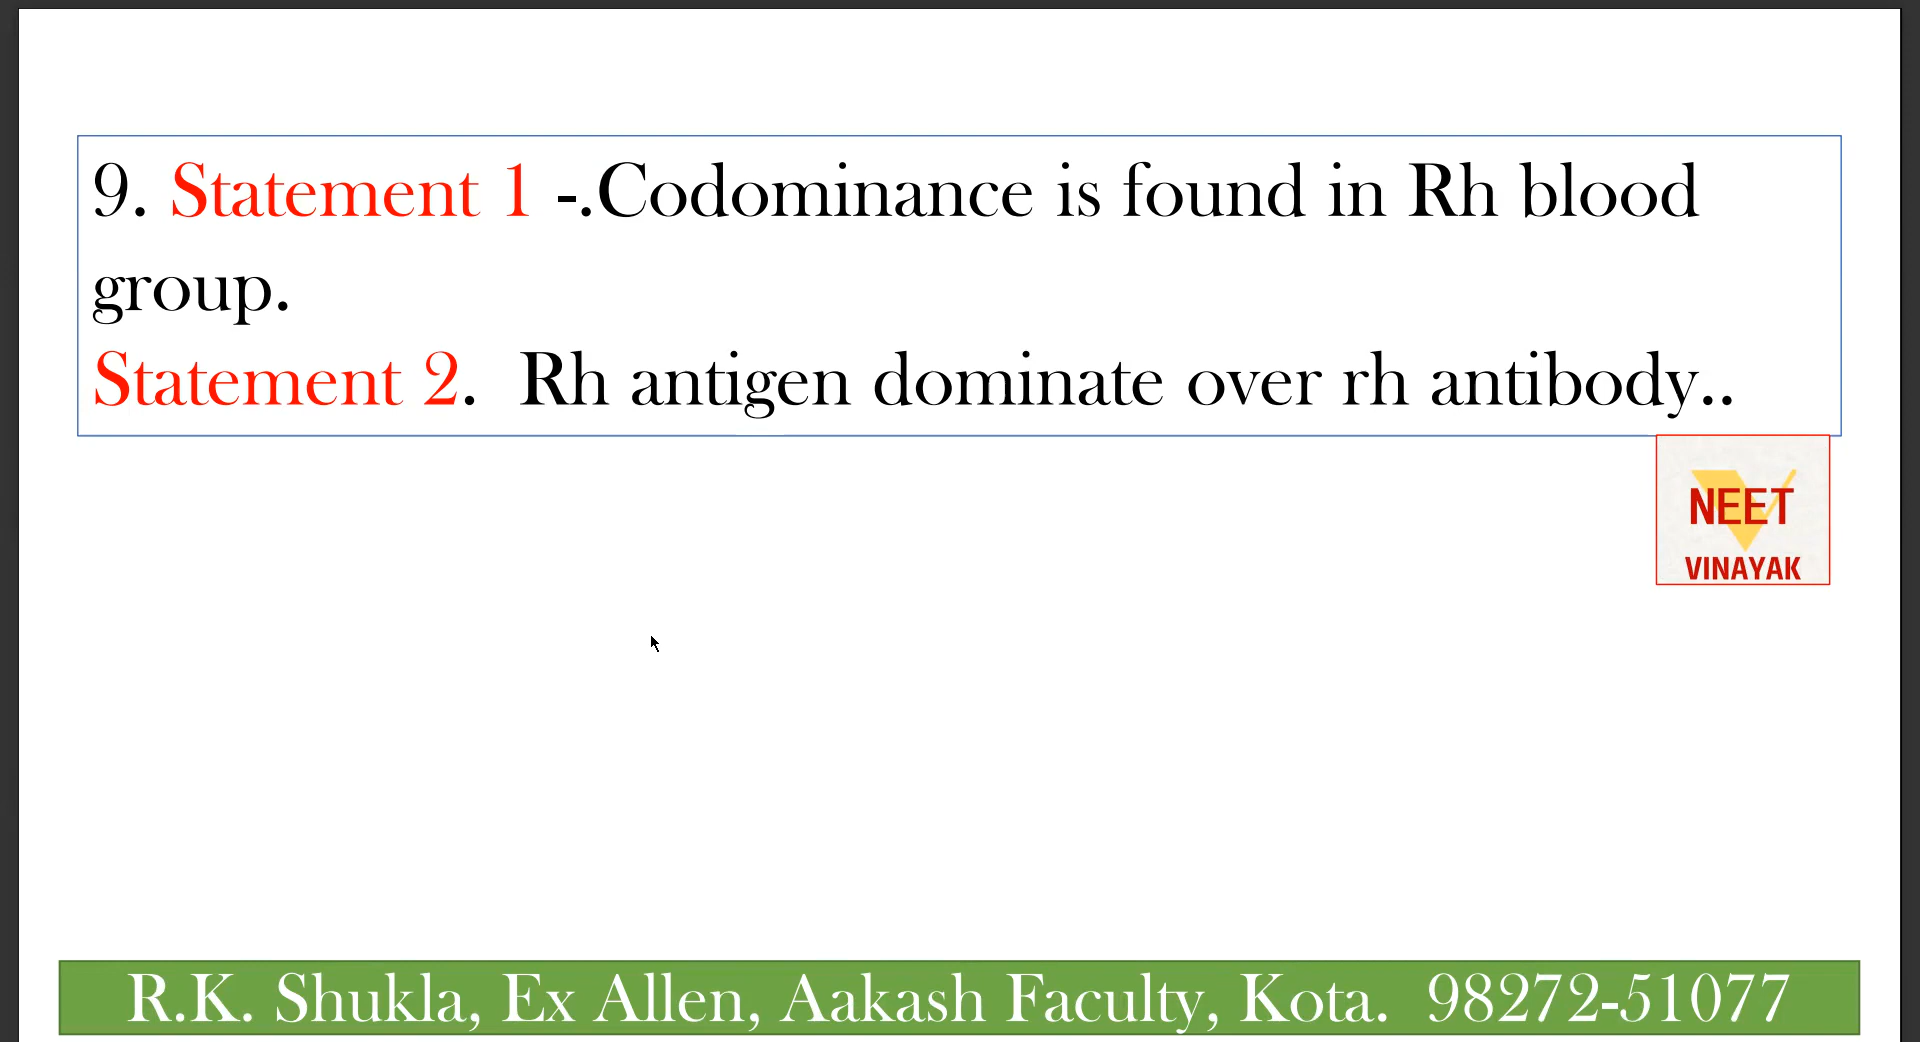 9. Statement 1 -.Codominance is found in Rh blood
group.
Statement 2.  Rh antigen dominate over rh antibody..
NEET
VINAYAK
R.K. Shukla, Ex Allen, Aakash Faculty, Kota.  98272-51077